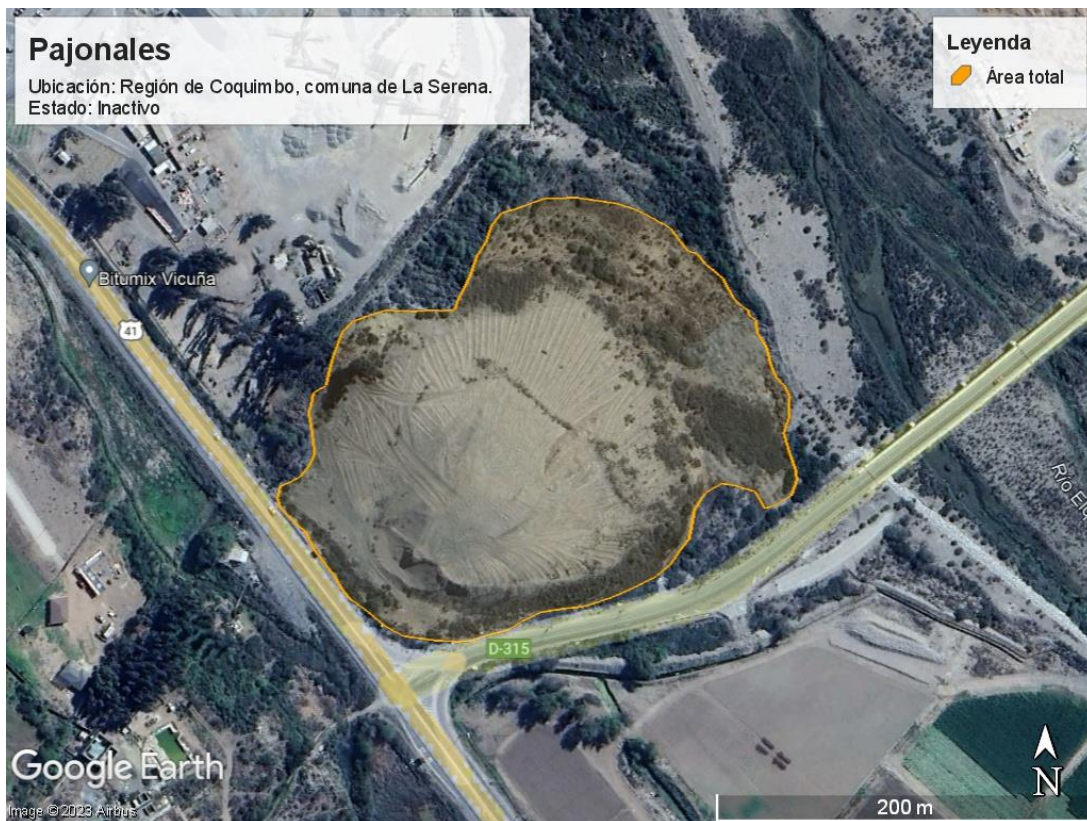 Pajonales
Ubicación: Región de Coquimbo, comuna de La Serena.
Estado: Inactivo
Leyenda
Área total
Bitumix Vicuña
41
D-315
Google Earth
Image © 2023 Airbus
200 m
N